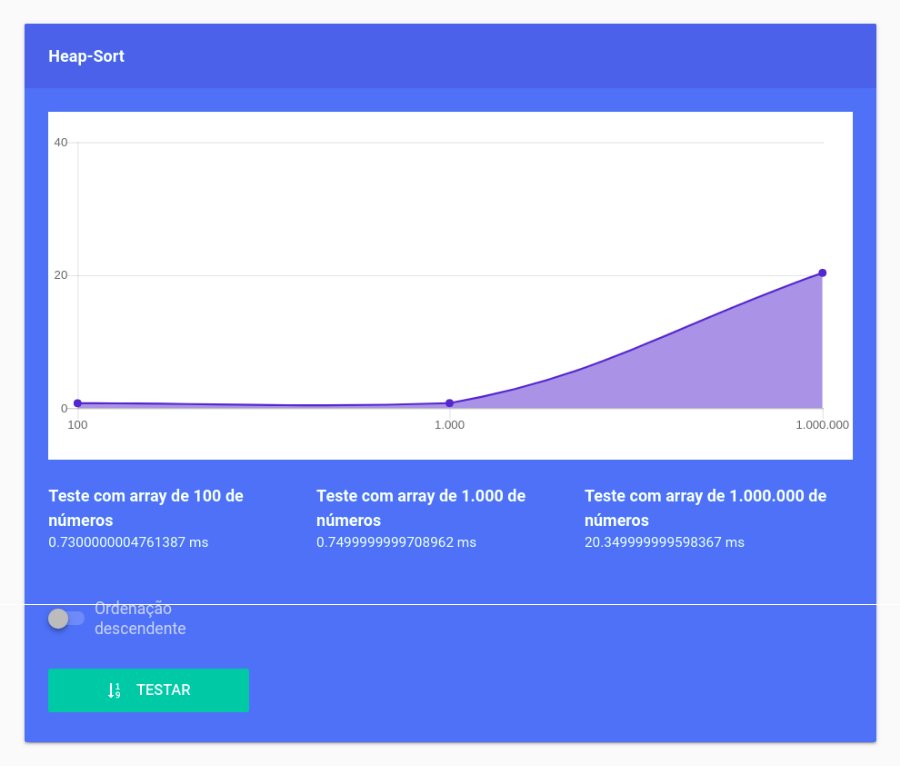 Heap-Sort
40
20
0
100
1.000
1.000.000
Teste com array de 100 de
números
0.7300000004761387 ms
Teste com array de 1.000 de
números
0.7499999999708962 ms
Teste com array de 1.000.000 de
números
20.349999999598367 ms
Ordenação
descendente
1
9
TESTAR